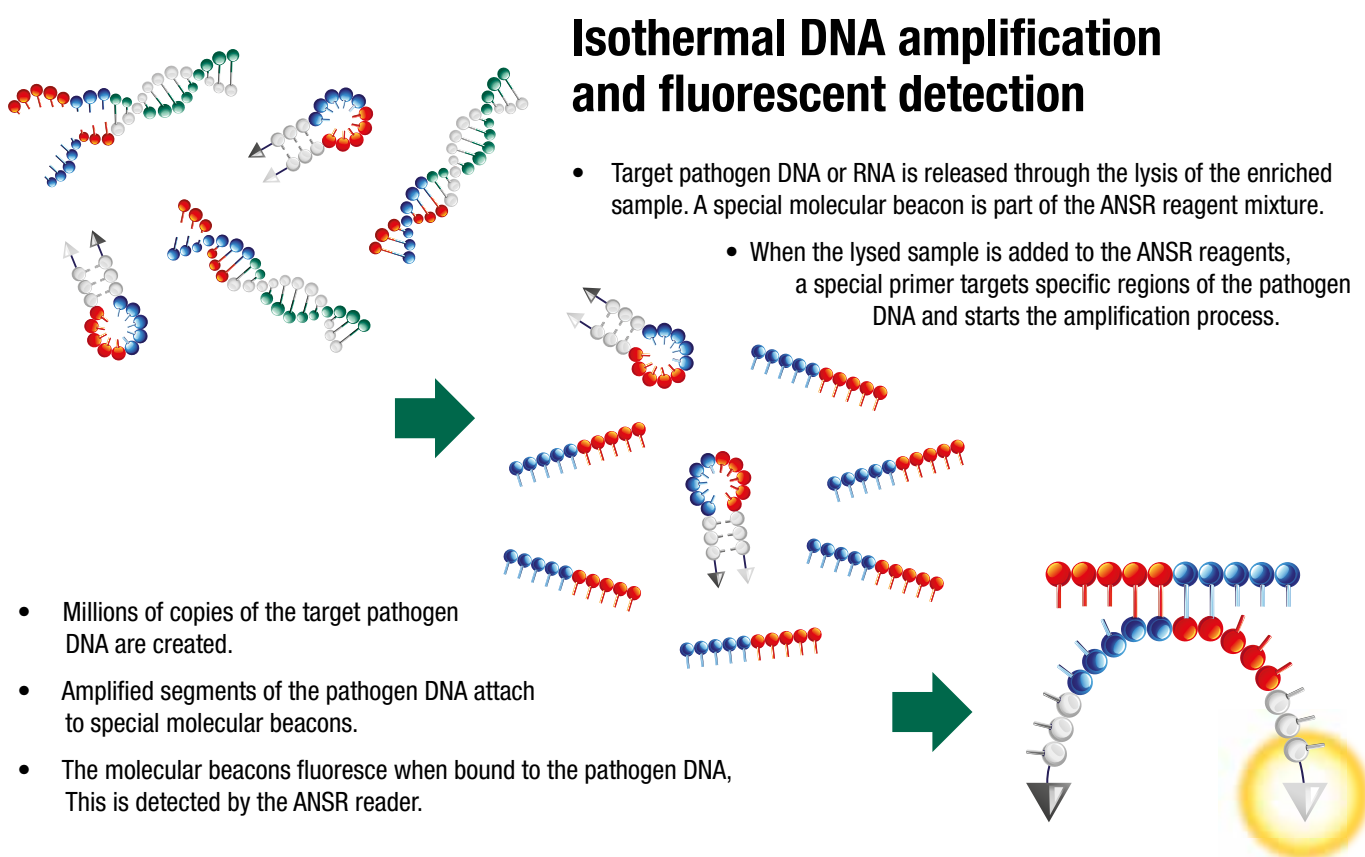 Isothermal DNA amplification
and fluorescent detection
• Target pathogen DNA or RNA is released through the lysis of the enriched
sample. A special molecular beacon is part of the ANSR reagent mixture.
• When the lysed sample is added to the ANSR reagents,
a special primer targets specific regions of the pathogen
DNA and starts the amplification process.
• Millions of copies of the target pathogen
DNA are created.
• Amplified segments of the pathogen DNA attach
to special molecular beacons.
• The molecular beacons fluoresce when bound to the pathogen DNA,
This is detected by the ANSR reader.